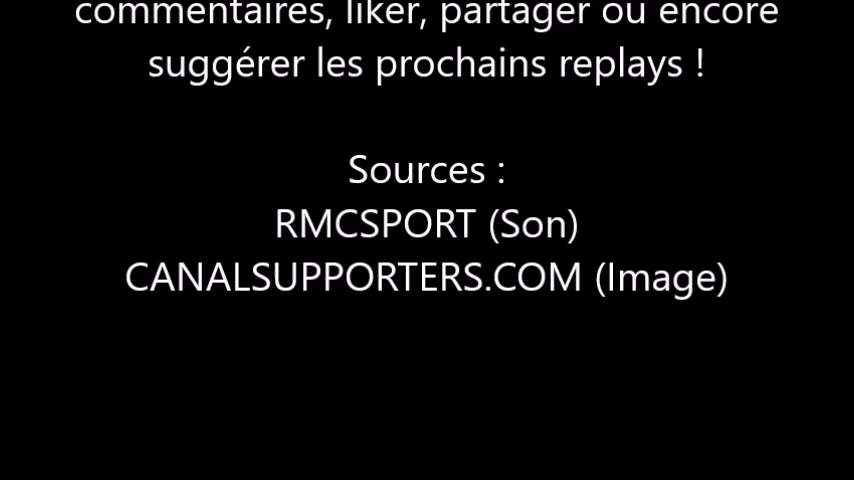 commentaires, liker, partager ou encore
suggérer les prochains replays !
Sources :
RMCSPORT (Son)
CANALSUPPORTERS.COM (Image)